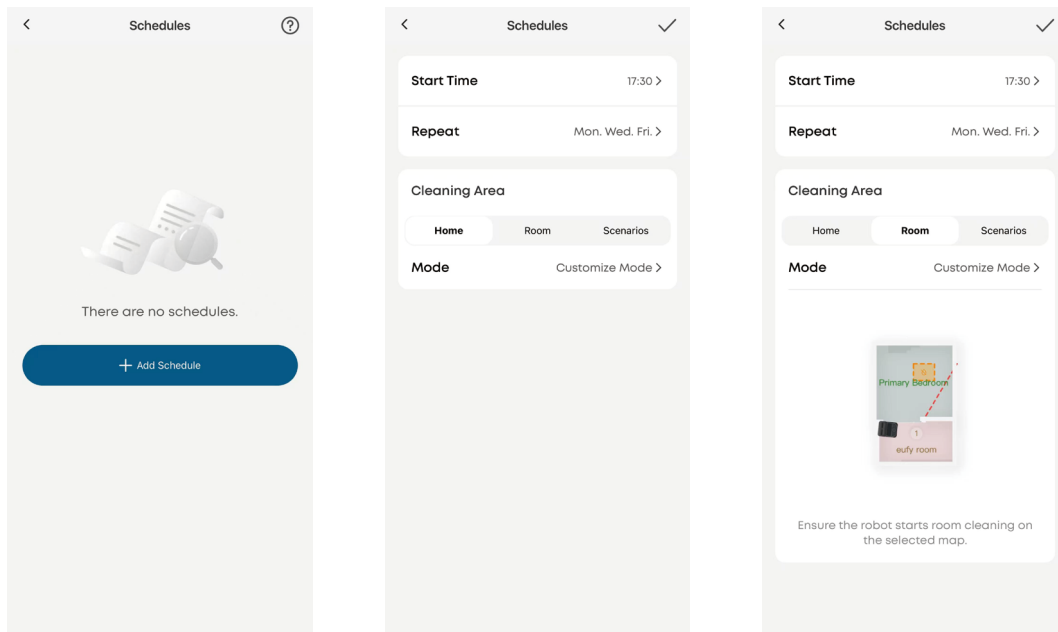 Schedules
There are no schedules.
Add Schedule
Schedules
Start Time
17:30
Repeat
Mon. Wed. Fri.
Cleaning Area
Home
Room
Scenarios
Mode
Customize Mode
Schedules
Start Time
17:30
Repeat
Mon. Wed. Fri.
Cleaning Area
Home
Room
Scenarios
Mode
Customize Mode
Primary Bedroom
1
eufy room
Ensure the robot starts room cleaning on
the selected map.